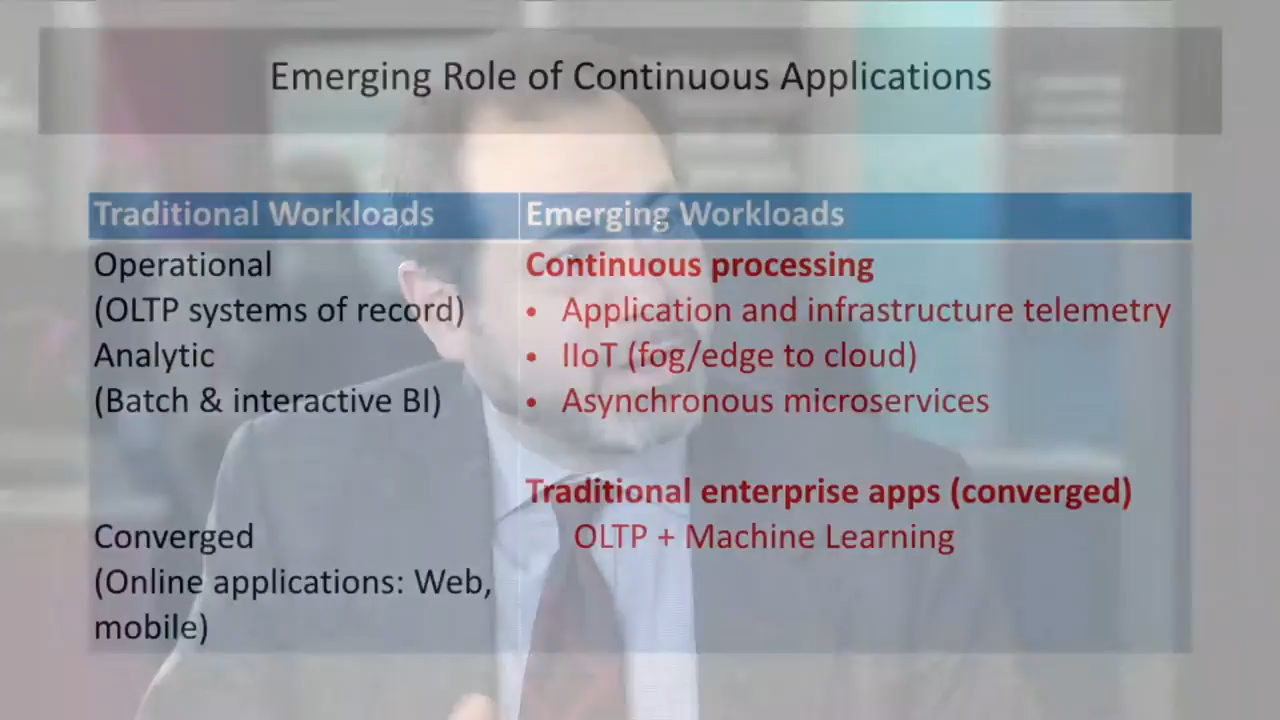 Emerging Role of Continuous Applications
Traditional Workloads
Emerging Workloads
Operational
(OLTP systems of record)
Analytic
(Batch & interactive BI)
Converged
(Online applications: Web,
mobile)
Continuous processing
• Application and infrastructure telemetry
• IIoT (fog/edge to cloud)
• Asynchronous microservices
Traditional enterprise apps (converged)
OLTP + Machine Learning